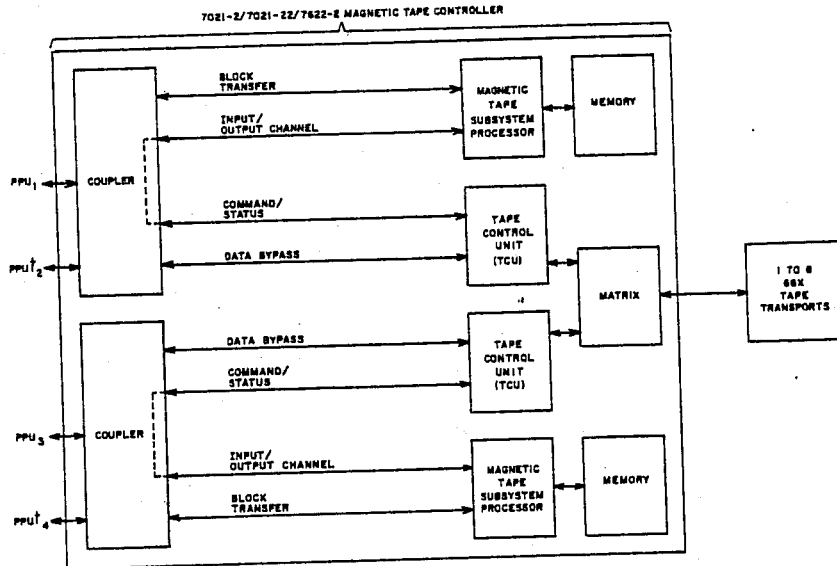 7021-2/7021-22/7622-2 MAGNETIC TAPE CONTROLLER
BLOCK
TRANSFER
MAGNETIC
TAPE
SUBSYSTEM
PROCESSOR
MEMORY
INPUT/
OUTPUT CHANNEL
PPU1
COUPLER
COMMAND/
STATUS
TAPE
CONTROL
UNIT
(TCU)
DATA BYPASS
PPU†2
MATRIX
1 TO 8
66X
TAPE
TRANSPORTS
DATA BYPASS
TAPE
CONTROL
UNIT
(TCU)
COMMAND/
STATUS
PPU3
COUPLER
INPUT/
OUTPUT CHANNEL
MAGNETIC
TAPE
SUBSYSTEM
PROCESSOR
MEMORY
BLOCK
TRANSFER
PPU†4